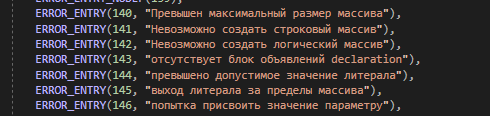 ERROR_ENTRY(140, "Превышен максимальный размер массива"),
ERROR_ENTRY(141, "Невозможно создать строковый массив"),
ERROR_ENTRY(142, "Невозможно создать логический массив"),
ERROR_ENTRY(143, "отсутствует блок объявлений declaration"),
ERROR_ENTRY(144, "превышено допустимое значение литерала"),
ERROR_ENTRY(145, "выход литерала за пределы массива"),
ERROR_ENTRY(146, "попытка присвоить значение параметру"),